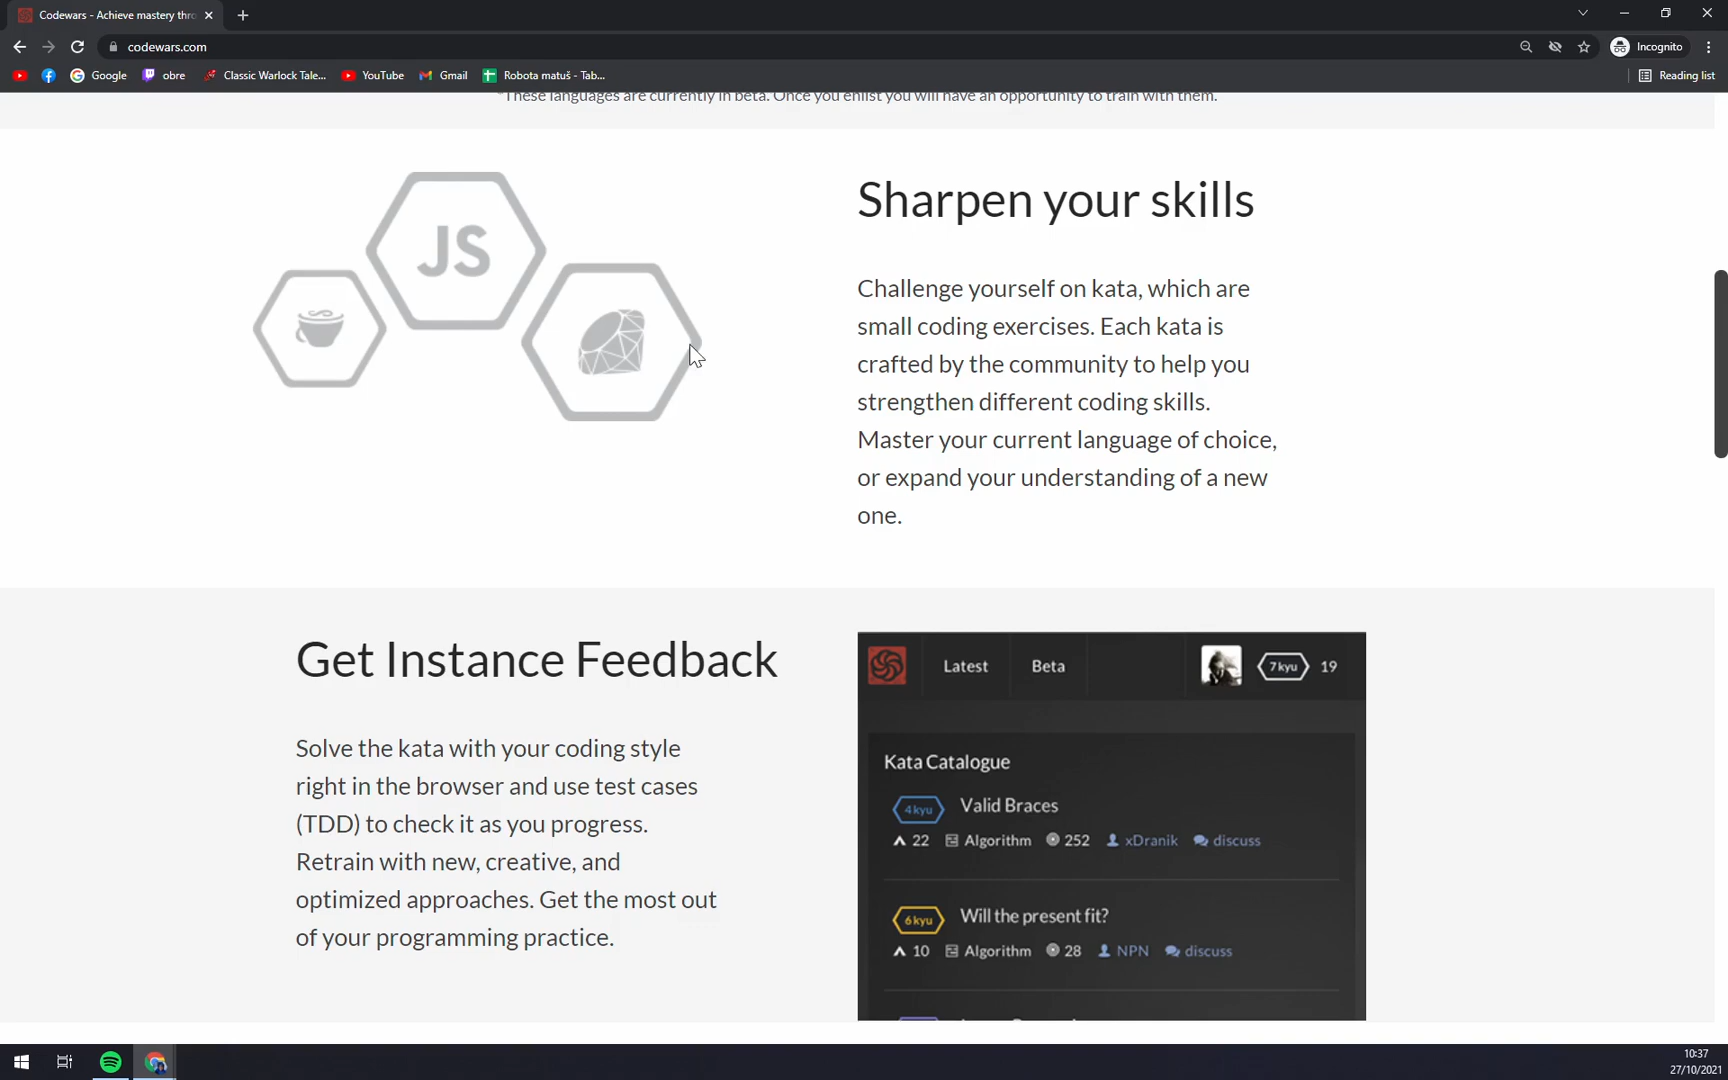 Codewars - Achieve mastery thro
codewars.com
Incognito
Google
obre
Classic Warlock Tale...
YouTube
Gmail
Robota matuš - Tab...
Reading list
*These languages are currently in beta. Once you enlist you will have an opportunity to train with them.
JS
Sharpen your skills
Challenge yourself on kata, which are
small coding exercises. Each kata is
crafted by the community to help you
strengthen different coding skills.
Master your current language of choice,
or expand your understanding of a new
one.
Get Instance Feedback
Solve the kata with your coding style
right in the browser and use test cases
(TDD) to check it as you progress.
Retrain with new, creative, and
optimized approaches. Get the most out
of your programming practice.
Latest
Beta
7 kyu
19
Kata Catalogue
4 kyu
Valid Braces
22 Algorithm 252 xDranik discuss
6 kyu
Will the present fit?
10 Algorithm 28 NPN discuss
10:37
27/10/2021